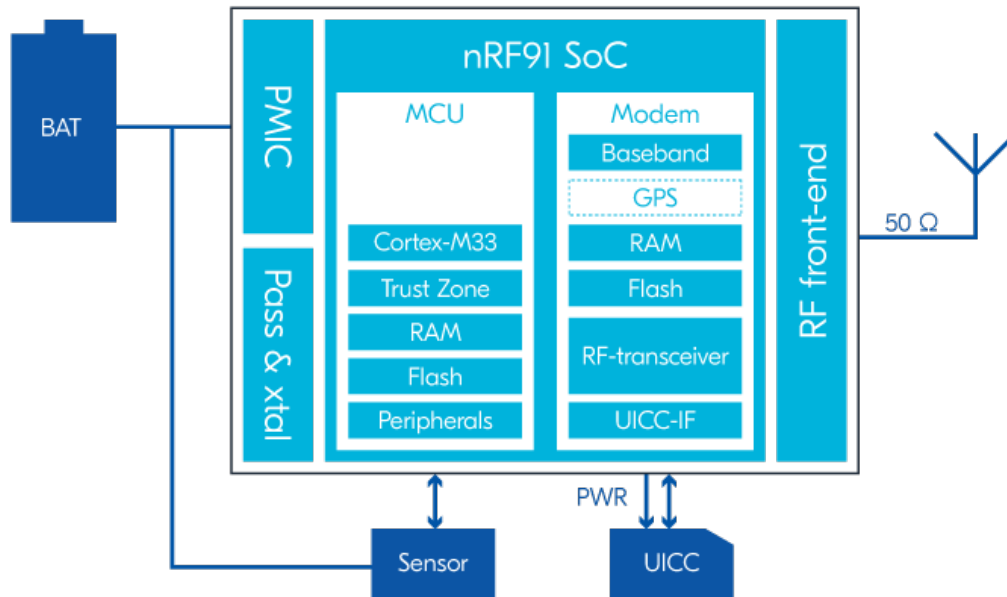 BAT
PMIC
Pass & xtal
nRF91 SoC
MCU
Cortex-M33
Trust Zone
RAM
Flash
Peripherals
Modem
Baseband
GPS
RAM
Flash
RF-transceiver
UICC-IF
RF front-end
50 Ω
PWR
Sensor
UICC